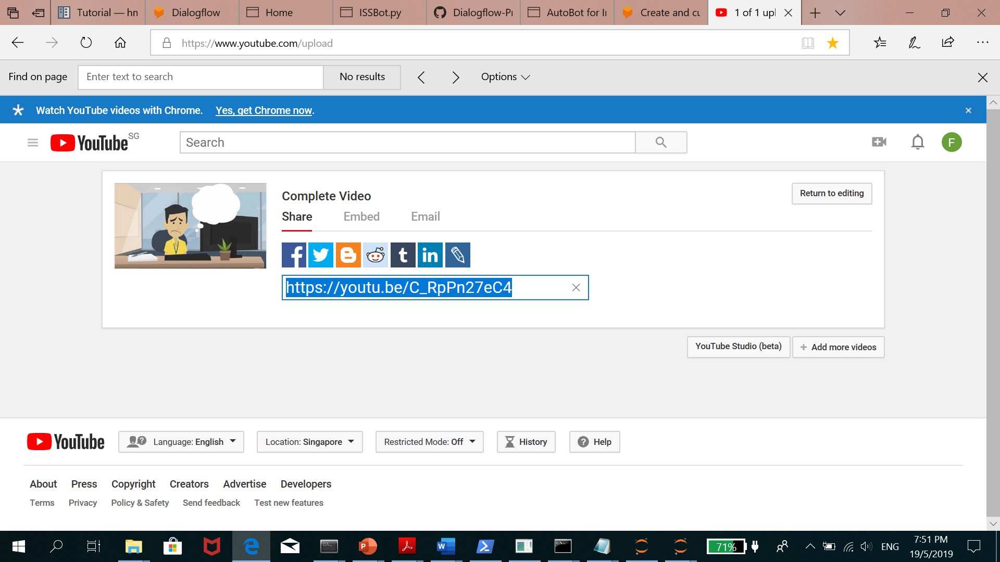 Tutorial — hn
Dialogflow
Home
ISSBot.py
Dialogflow-Pr
AutoBot for Ir
Create and cu
1 of 1 upl
https://www.youtube.com/upload
Find on page
Enter text to search
No results
Options
Watch YouTube videos with Chrome. Yes, get Chrome now.
YouTube SG
Search
F
Complete Video
Return to editing
Share Embed Email
https://youtu.be/C_RpPn27eC4
YouTube Studio (beta)
+ Add more videos
YouTube
Language: English
Location: Singapore
Restricted Mode: Off
History
Help
About Press Copyright Creators Advertise Developers
Terms Privacy Policy & Safety Send feedback Test new features
71%
ENG
7:51 PM
19/5/2019